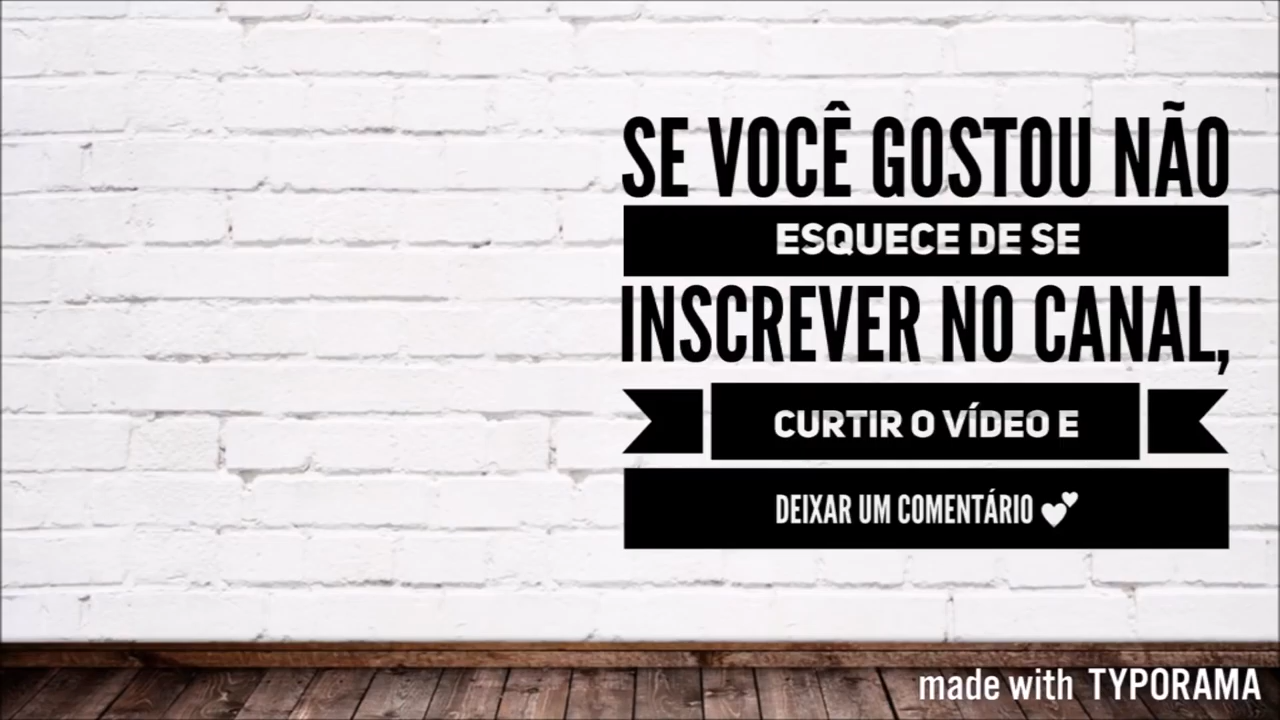 SE VOCÊ GOSTOU NÃO
ESQUECE DE SE
INSCREVER NO CANAL,
CURTIR O VÍDEO E
DEIXAR UM COMENTÁRIO 💕
made with TYPORAMA